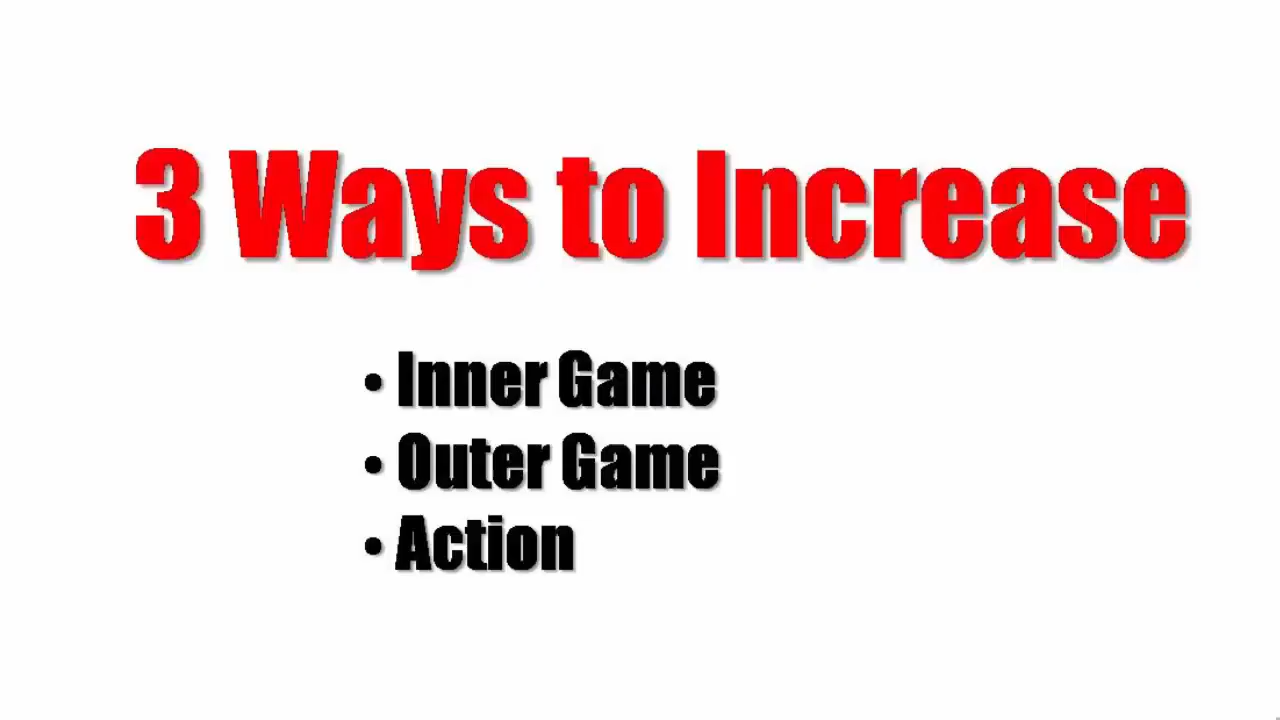 3 Ways to Increase
• Inner Game
• Outer Game
• Action